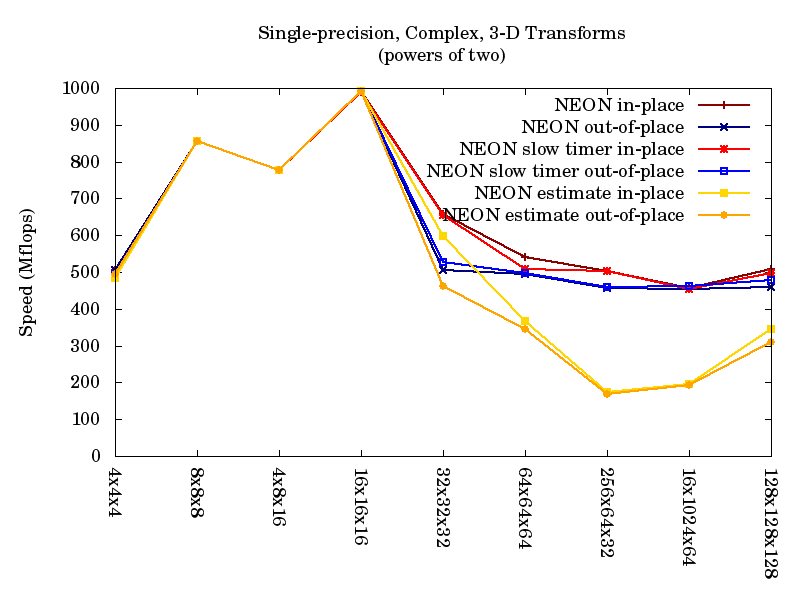 Single-precision, Complex, 3-D Transforms
(powers of two)
1000
900
800
700
600
500
400
300
200
100
0
Speed (Mflops)
NEON in-place
NEON out-of-place
NEON slow timer in-place
NEON slow timer out-of-place
NEON estimate in-place
NEON estimate out-of-place
4x4x4
8x8x8
4x8x16
16x16x16
32x32x32
64x64x64
256x64x32
16x1024x64
128x128x128